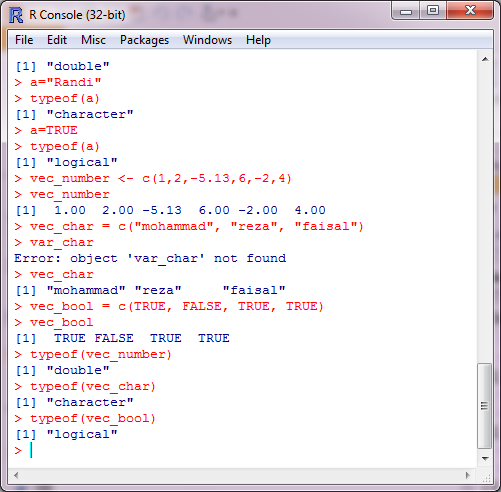 R Console (32-bit)
File Edit Misc Packages Windows Help
[1] "double"
> a="Randi"
> typeof(a)
[1] "character"
> a=TRUE
> typeof(a)
[1] "logical"
> vec_number <- c(1,2,-5.13,6,-2,4)
> vec_number
[1]  1.00  2.00 -5.13  6.00 -2.00  4.00
> vec_char = c("mohammad", "reza", "faisal")
> var_char
Error: object 'var_char' not found
> vec_char
[1] "mohammad" "reza"     "faisal"
> vec_bool = c(TRUE, FALSE, TRUE, TRUE)
> vec_bool
[1]  TRUE FALSE  TRUE  TRUE
> typeof(vec_number)
[1] "double"
> typeof(vec_char)
[1] "character"
> typeof(vec_bool)
[1] "logical"
>